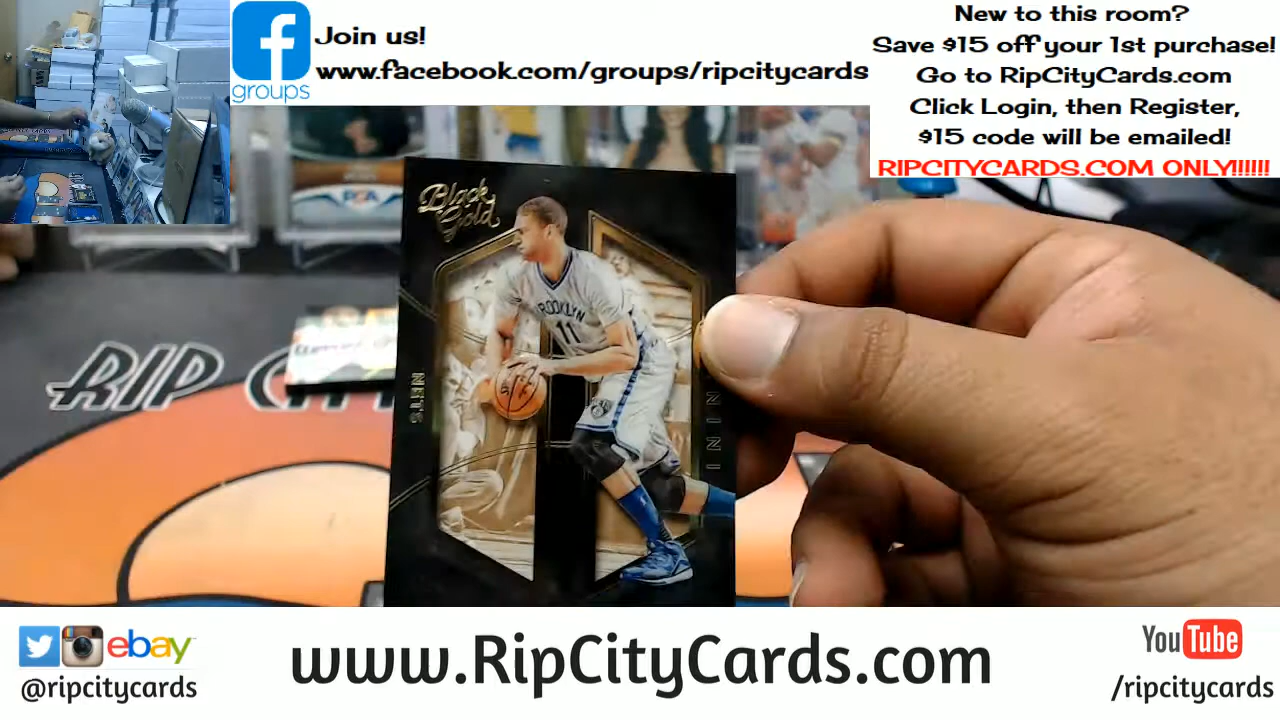 groups
Join us!
www.facebook.com/groups/ripcitycards
New to this room?
Save $15 off your 1st purchase!
Go to RipCityCards.com
Click Login, then Register,
$15 code will be emailed!
RIPCITYCARDS.COM ONLY!!!!!!
PSA
Black
Gold
BROOKLYN
11
NETS
RIP
ebay
@ripcitycards
www.RipCityCards.com
YouTube
/ripcitycards